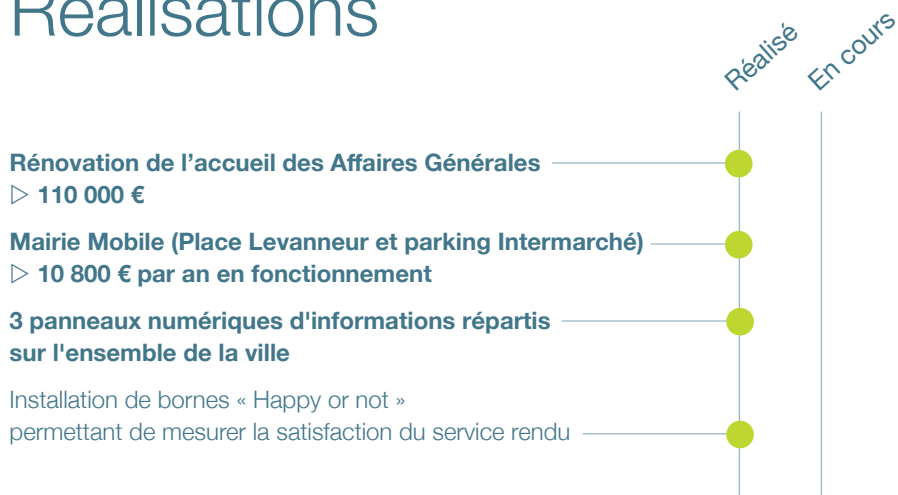 Réalisations
Réalisé
En cours
Rénovation de l’accueil des Affaires Générales
▷ 110 000 €
Mairie Mobile (Place Levanneur et parking Intermarché)
▷ 10 800 € par an en fonctionnement
3 panneaux numériques d'informations répartis
sur l'ensemble de la ville
Installation de bornes « Happy or not »
permettant de mesurer la satisfaction du service rendu